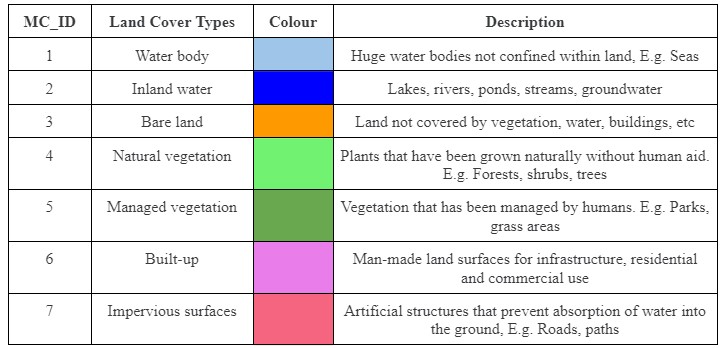 MC_ID Land Cover Types Colour Description
1 Water body Huge water bodies not confined within land, E.g. Seas
2 Inland water Lakes, rivers, ponds, streams, groundwater
3 Bare land Land not covered by vegetation, water, buildings, etc
4 Natural vegetation Plants that have been grown naturally without human aid.
E.g. Forests, shrubs, trees
5 Managed vegetation Vegetation that has been managed by humans. E.g. Parks,
grass areas
6 Built-up Man-made land surfaces for infrastructure, residential
and commercial use
7 Impervious surfaces Artificial structures that prevent absorption of water into
the ground, E.g. Roads, paths